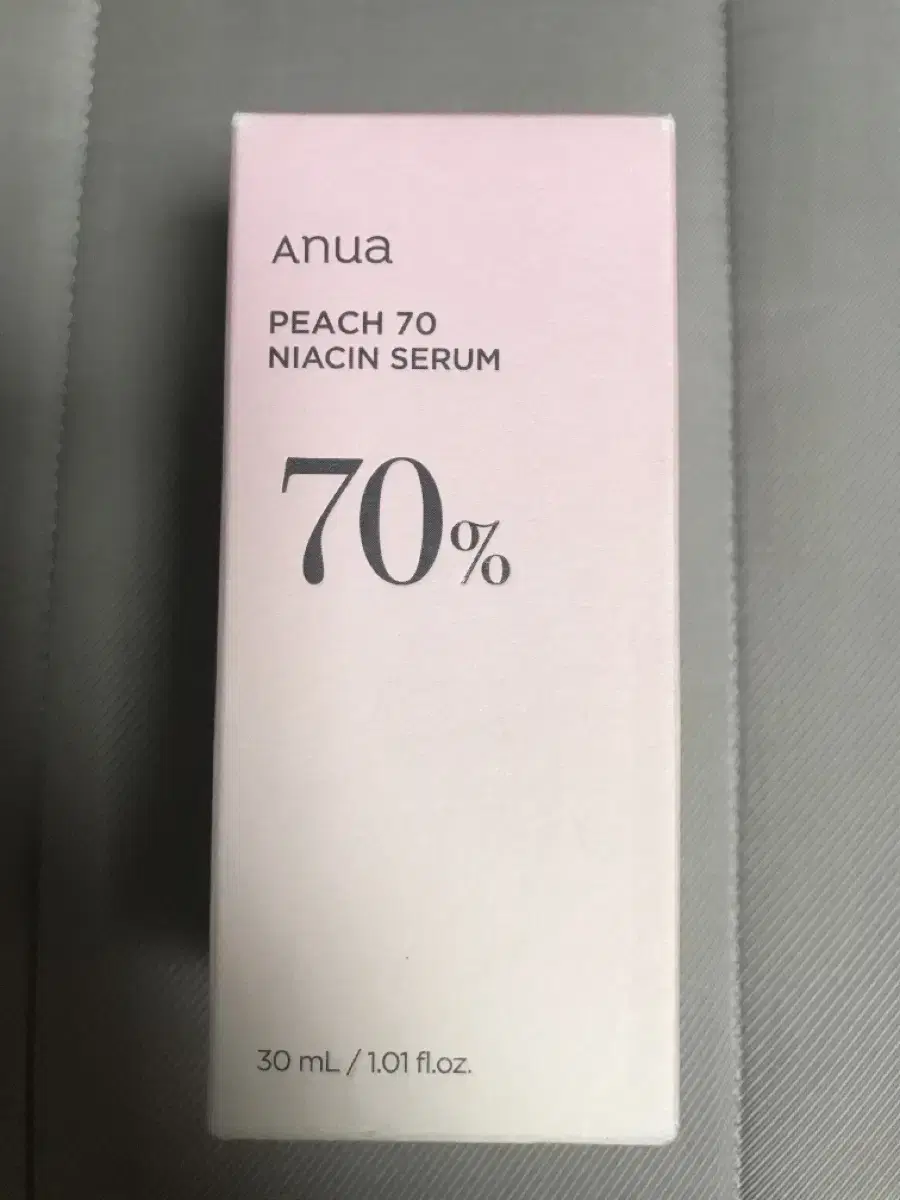 Anua
PEACH 70
NIACIN SERUM
70%
30 mL / 1.01 fl.oz.